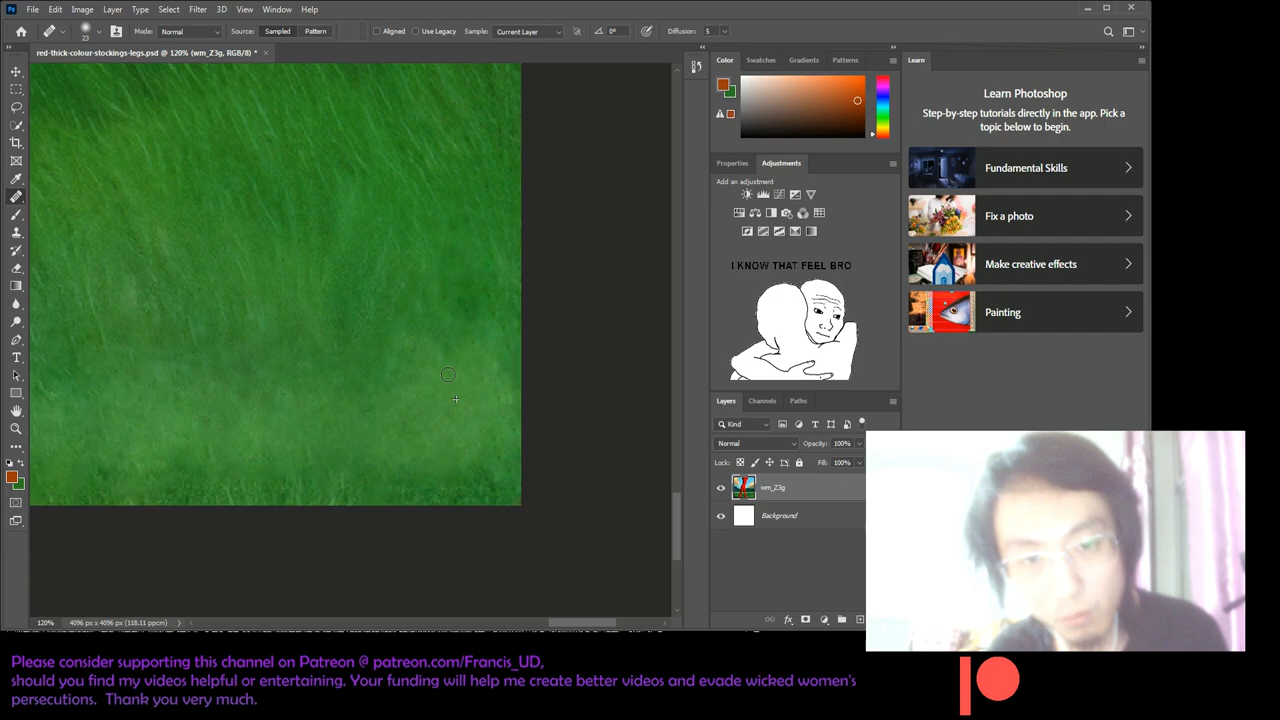 Ps File Edit Image Layer Type Select Filter 3D View Window Help
23 Mode: Normal Source: Sampled Pattern Aligned Use Legacy Sample: Current Layer 0° Diffusion: 5
red-thick-colour-stockings-legs.psd @ 120% (wm_Z3g, RGB/8) *
Color Swatches Gradients Patterns
Learn
Learn Photoshop
Step-by-step tutorials directly in the app. Pick a
topic below to begin.
Fundamental Skills
Fix a photo
Make creative effects
Painting
Properties Adjustments
Add an adjustment
I KNOW THAT FEEL BRO
Layers Channels Paths
Kind
Normal Opacity: 100%
Lock: Fill: 100%
wm_Z3g
Background
120% 4096 px x 4096 px (118.11 ppcm)
Please consider supporting this channel on Patreon @ patreon.com/Francis_UD,
should you find my videos helpful or entertaining. Your funding will help me create better videos and evade wicked women's
persecutions. Thank you very much.